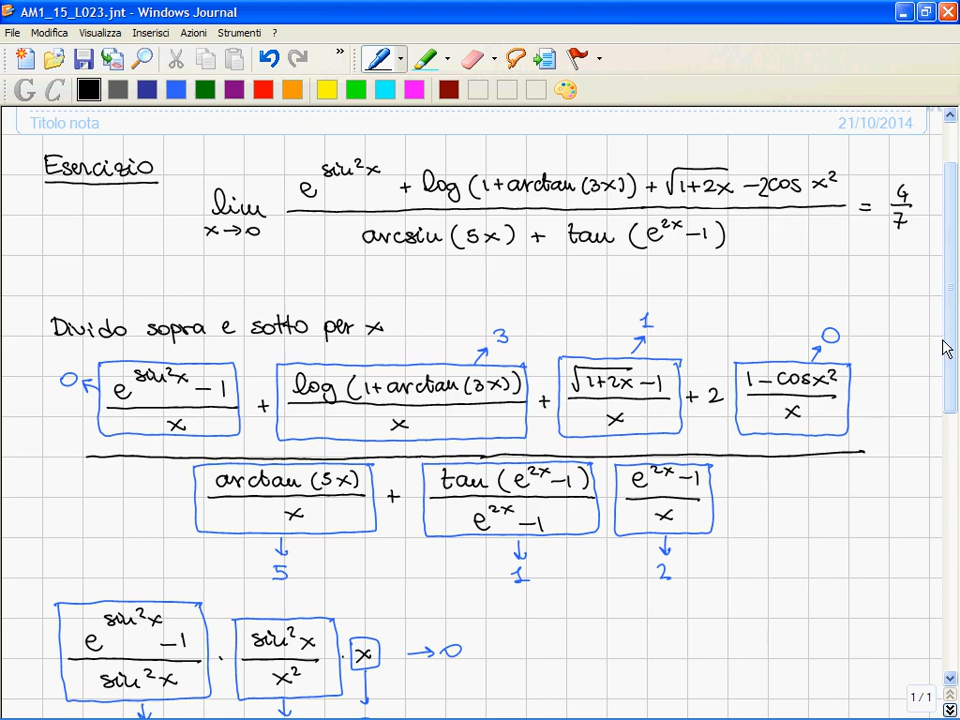 AM1_15_L023.jnt - Windows Journal
File Modifica Visualizza Inserisci Azioni Strumenti ?
G C
Titolo nota 21/10/2014
Esercizio
lim x→0 (e^(sin²x) + log(1+arctan(3x)) + √(1+2x) - 2cos x²) / (arcsin(5x) + tan(e^(2x)-1)) = 4/7
Divido sopra e sotto per x
3 1 0
0 ← (e^(sin²x) - 1)/x + log(1+arctan(3x))/x + (√(1+2x) - 1)/x + 2 (1-cosx²)/x
arctan(5x)/x + tan(e^(2x)-1)/(e^(2x)-1) (e^(2x)-1)/x
5 1 2
(e^(sin²x) - 1)/(sin²x) · (sin²x)/(x²) · x → 0
1 / 1